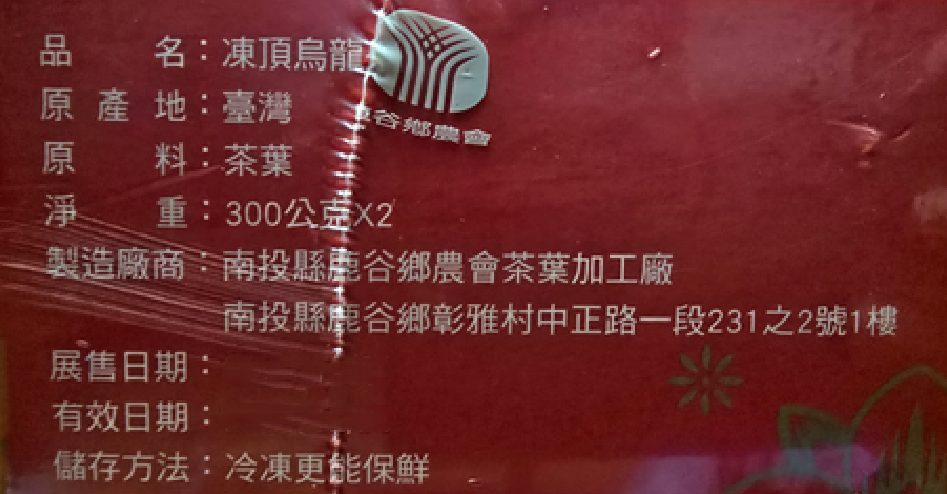 品 名：凍頂烏龍
鹿谷鄉農會
原 產 地：臺灣
原 料：茶葉
淨 重：300公克X2
製造廠商：南投縣鹿谷鄉農會茶葉加工廠
南投縣鹿谷鄉彰雅村中正路一段231之2號1樓
展售日期：
有效日期：
儲存方法：冷凍更能保鮮